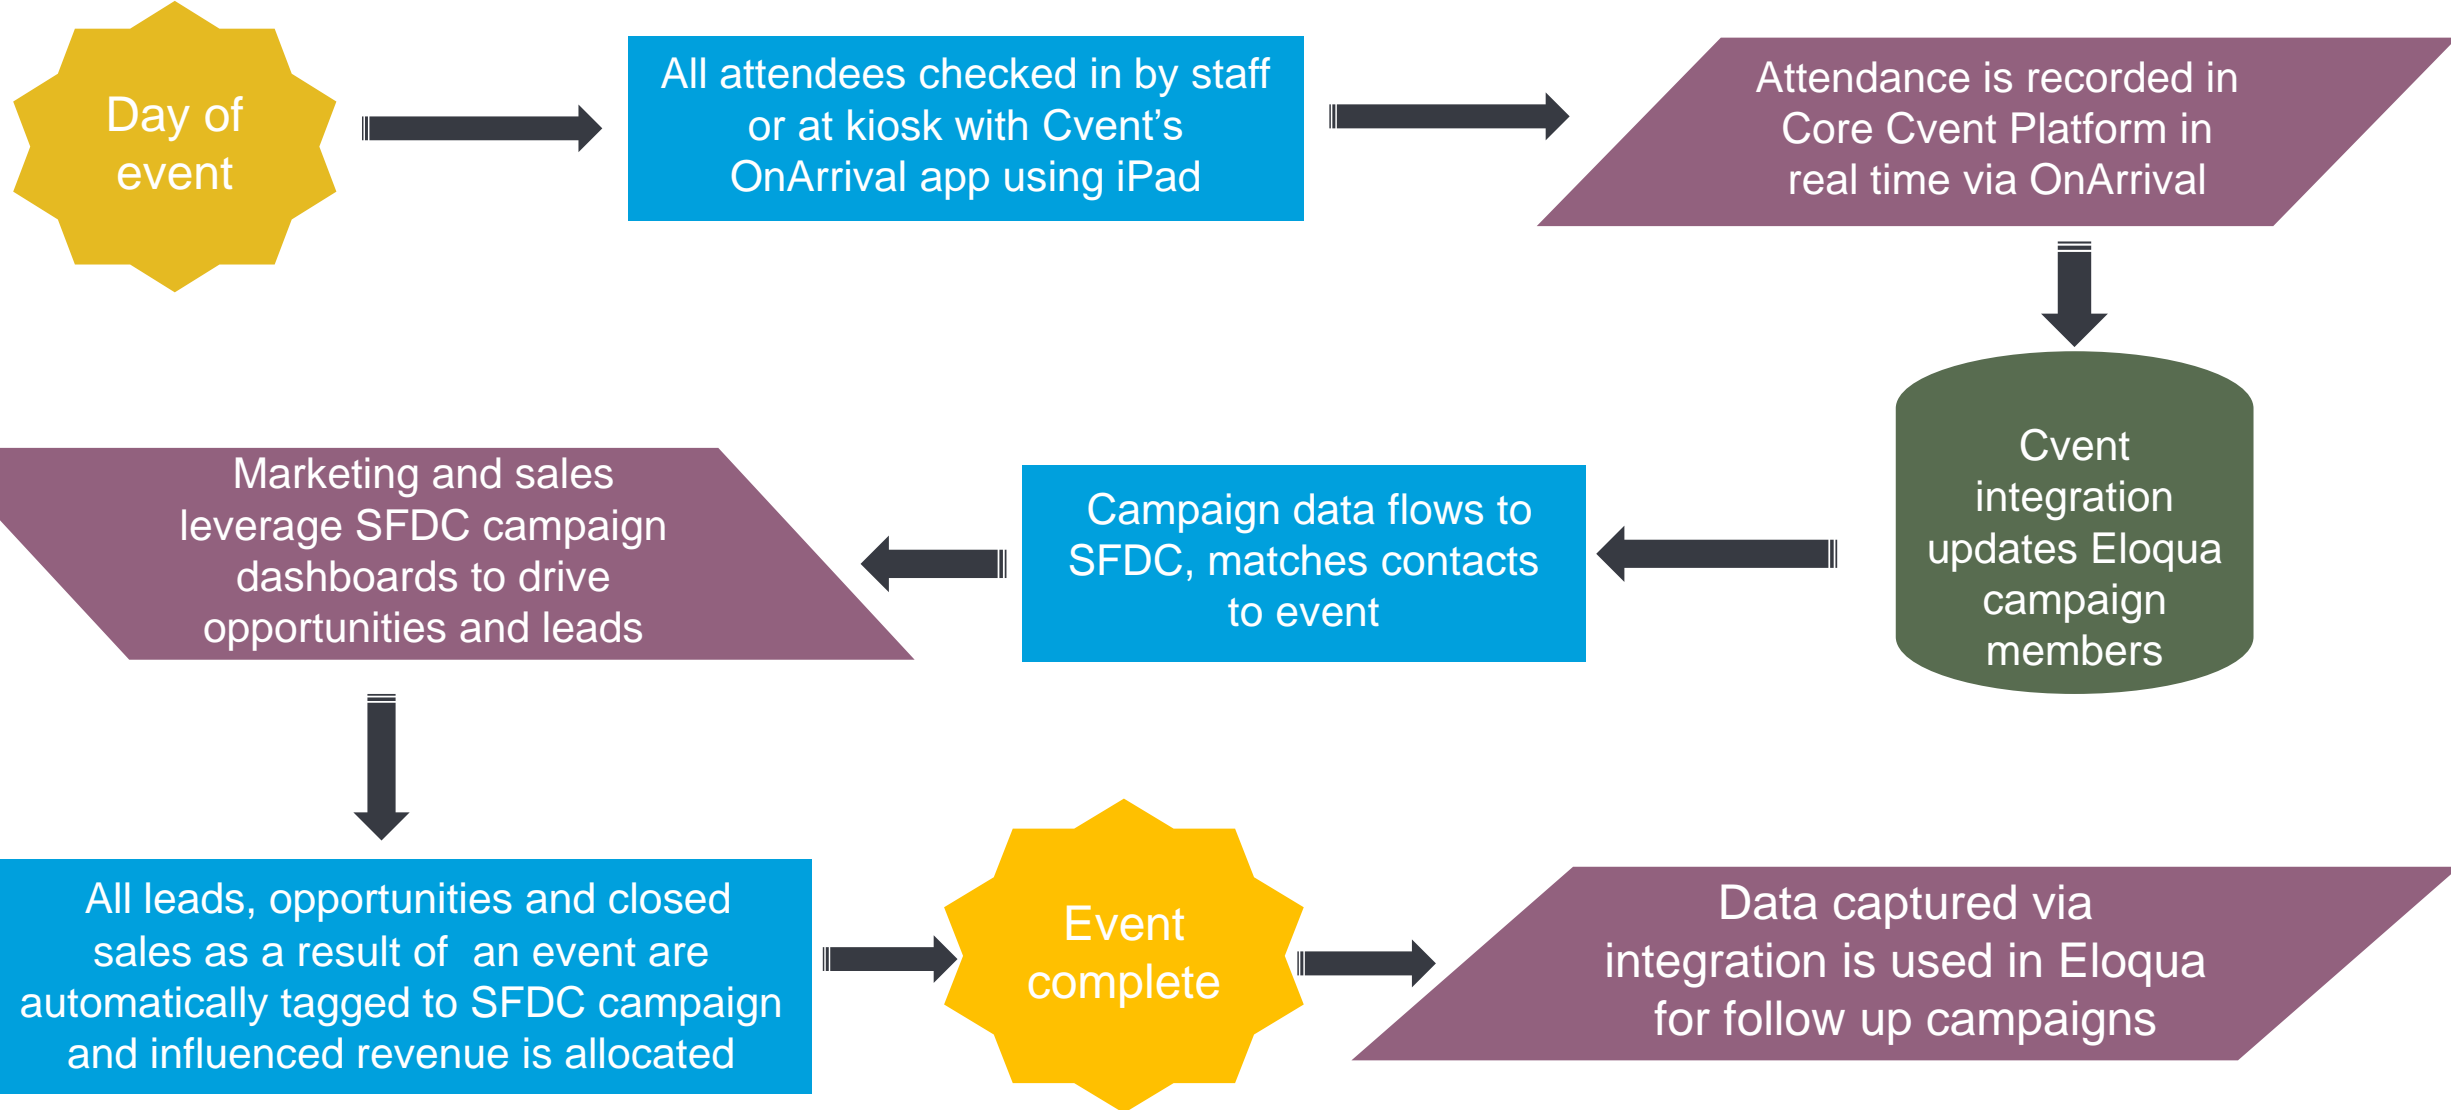 Day of
event
All attendees checked in by staff
or at kiosk with Cvent’s
OnArrival app using iPad
Attendance is recorded in
Core Cvent Platform in
real time via OnArrival
Cvent
integration
updates Eloqua
campaign
members
Campaign data flows to
SFDC, matches contacts
to event
Marketing and sales
leverage SFDC campaign
dashboards to drive
opportunities and leads
All leads, opportunities and closed
sales as a result of  an event are
automatically tagged to SFDC campaign
and influenced revenue is allocated
Event
complete
Data captured via
integration is used in Eloqua
for follow up campaigns